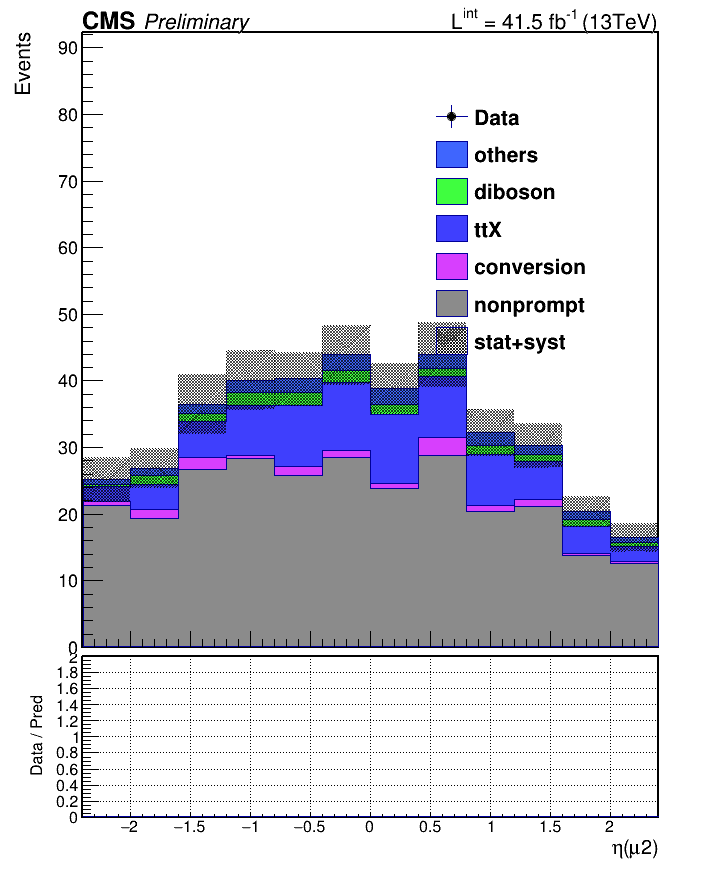 CMS Preliminary L^int = 41.5 fb^-1 (13TeV)
Events
90
80
70
60
50
40
30
20
10
0
Data
others
diboson
ttX
conversion
nonprompt
stat+syst
Data / Pred
2
1.8
1.6
1.4
1.2
1
0.8
0.6
0.4
0.2
0
−2 −1.5 −1 −0.5 0 0.5 1 1.5 2
η(μ2)